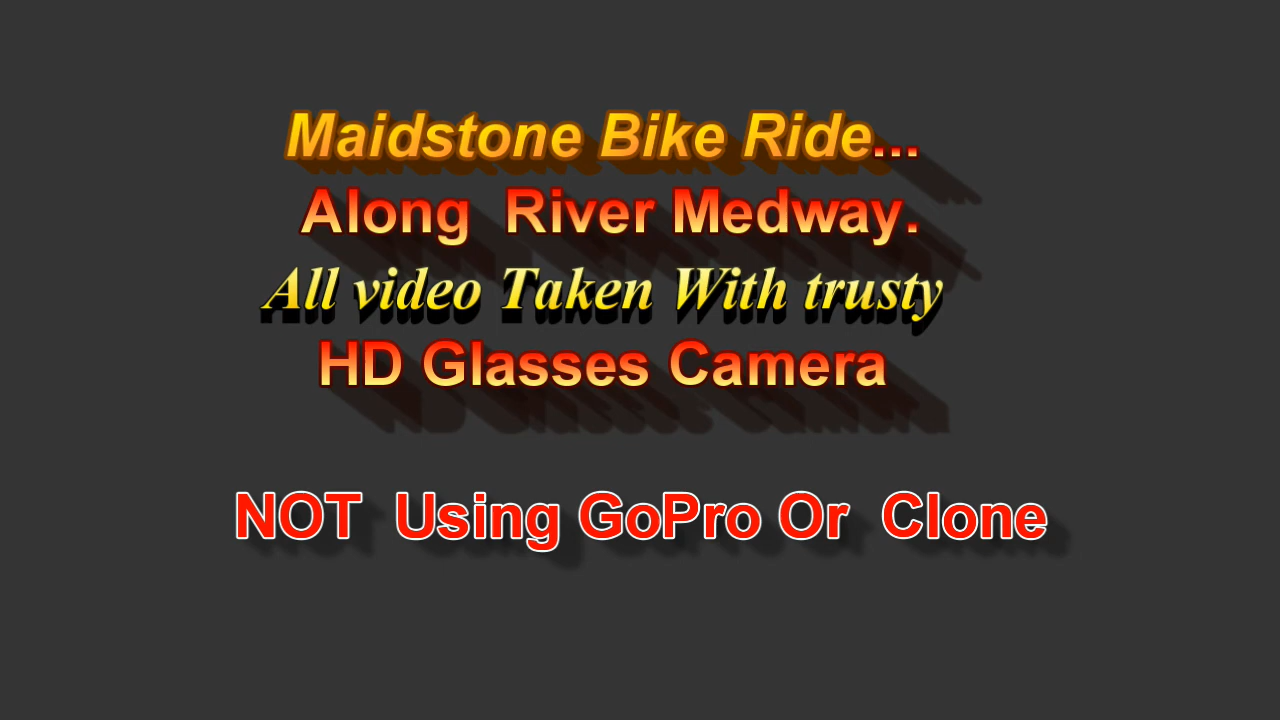 Maidstone Bike Ride...
Along River Medway.
All video Taken With trusty
HD Glasses Camera
NOT Using GoPro Or Clone